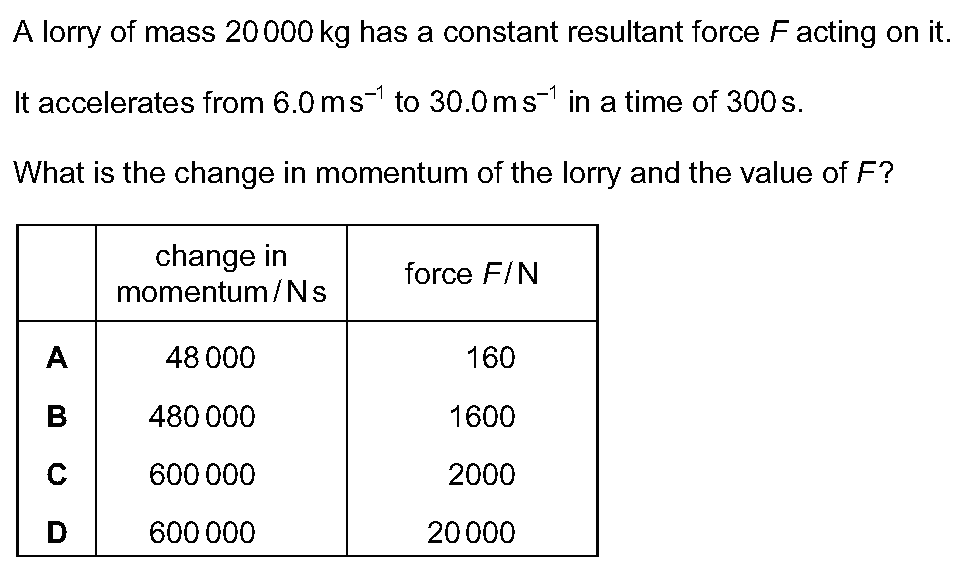 A lorry of mass 20 000 kg has a constant resultant force F acting on it.
It accelerates from 6.0 m s⁻¹ to 30.0 m s⁻¹ in a time of 300 s.
What is the change in momentum of the lorry and the value of F?
change in momentum / N s force F / N
A 48 000 160
B 480 000 1600
C 600 000 2000
D 600 000 20 000